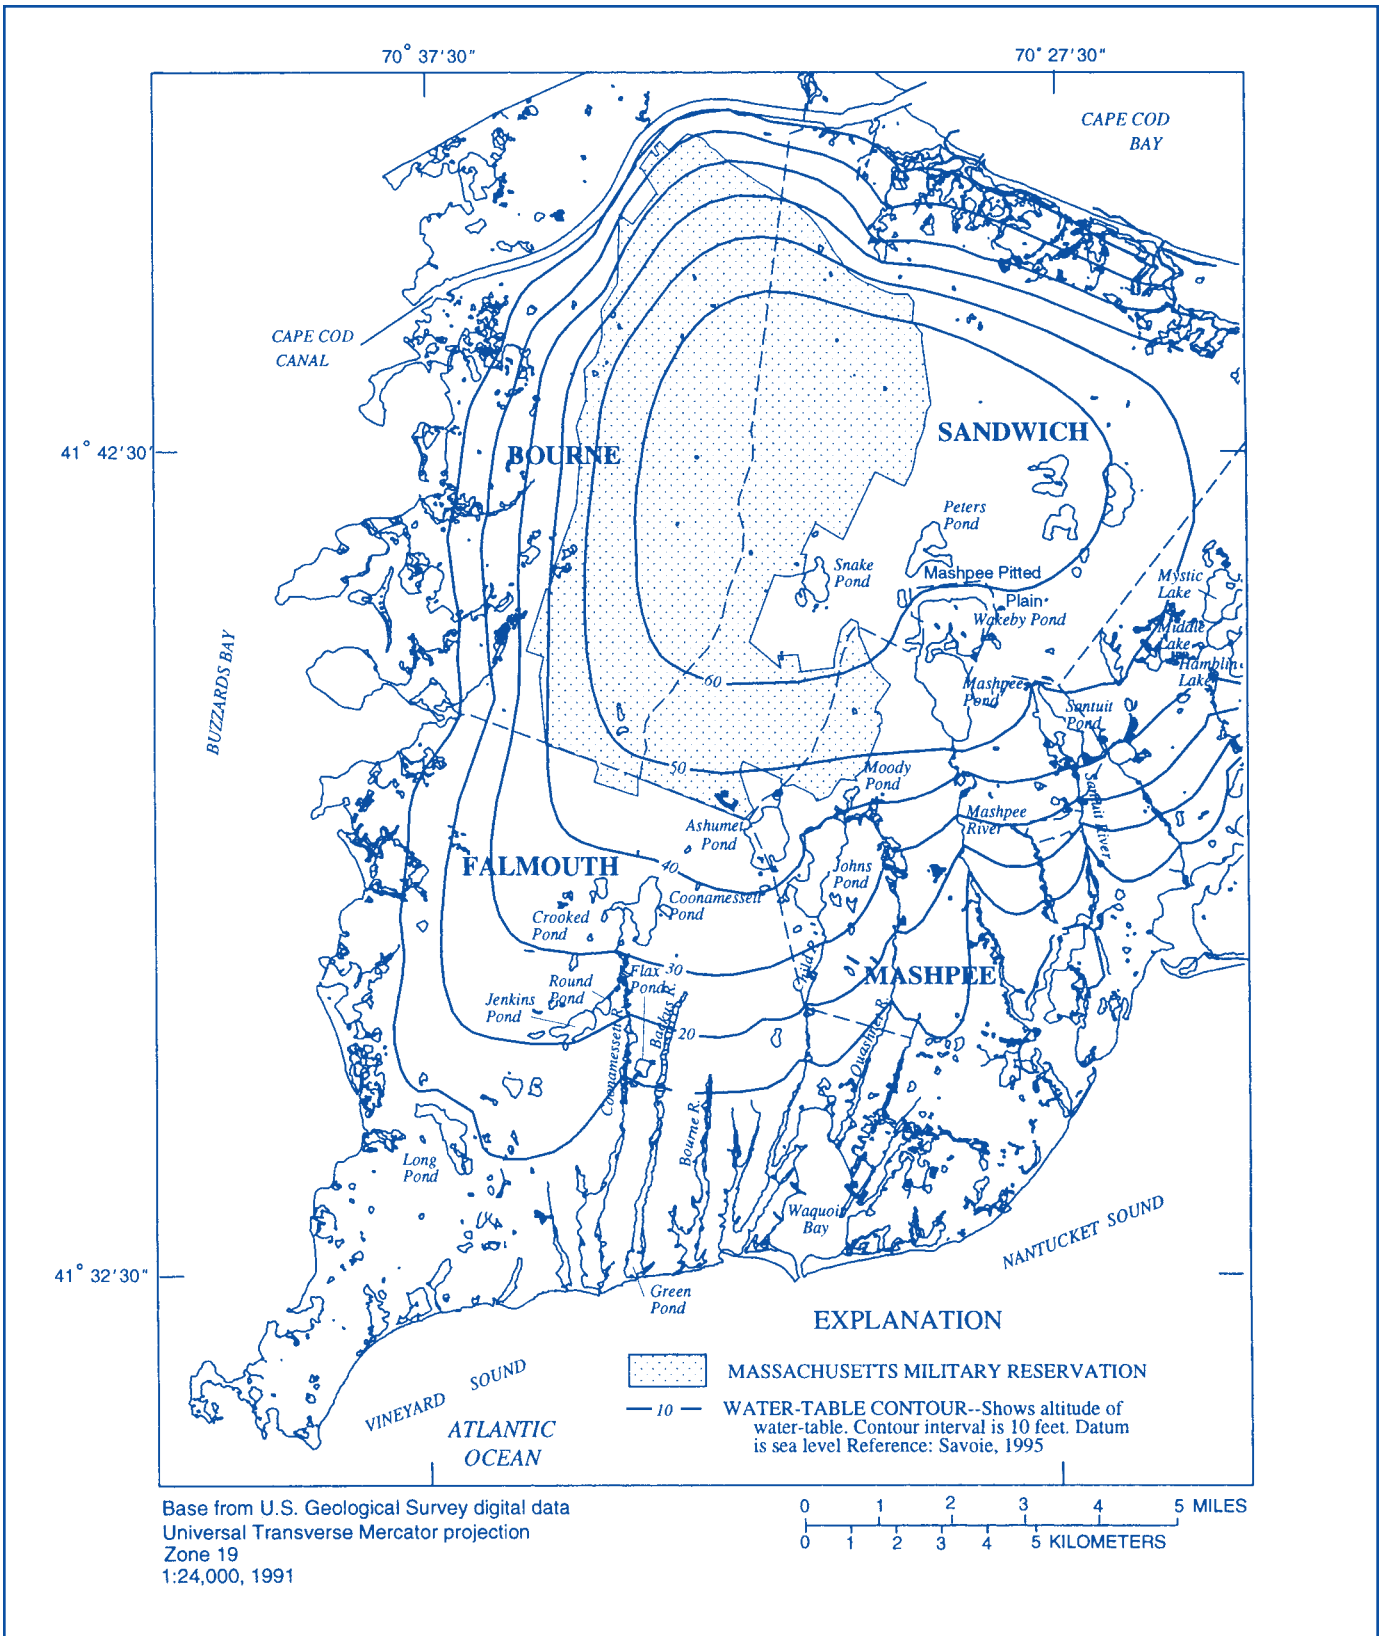 70° 37'30"
70° 27'30"
CAPE COD
BAY
CAPE COD
CANAL
SANDWICH
BOURNE
41° 42'30"
Peters
Pond
Snake
Pond
Mashpee Pitted
Plain
Mystic
Lake
Wakeby Pond
Middle
Lake
Hamblin
Lake
BUZZARDS BAY
60
Mashpee
Pond
Santuit
Pond
50
Moody
Pond
Santuit River
Mashpee
River
Ashumet
Pond
FALMOUTH
40
Johns
Pond
Coonamessett
Pond
Crooked
Pond
Child R.
MASHPEE
30
Flax
Pond
Round
Pond
Jenkins
Pond
Backus R.
20
Coonamessett R.
Quashnet R.
Bourne R.
Long
Pond
Waquoit
Bay
NANTUCKET SOUND
41° 32'30"
Green
Pond
EXPLANATION
MASSACHUSETTS MILITARY RESERVATION
VINEYARD SOUND
10
WATER-TABLE CONTOUR--Shows altitude of
water-table. Contour interval is 10 feet. Datum
is sea level Reference: Savoie, 1995
ATLANTIC
OCEAN
Base from U.S. Geological Survey digital data
Universal Transverse Mercator projection
Zone 19
1:24,000, 1991
0 1 2 3 4 5 MILES
0 1 2 3 4 5 KILOMETERS